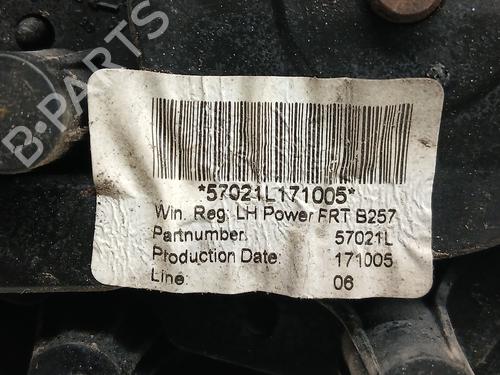 B-PARTS
*57021L171005*
Win. Reg. LH Power FRT B257
Partnumber: 57021L
Production Date: 171005
Line: 06